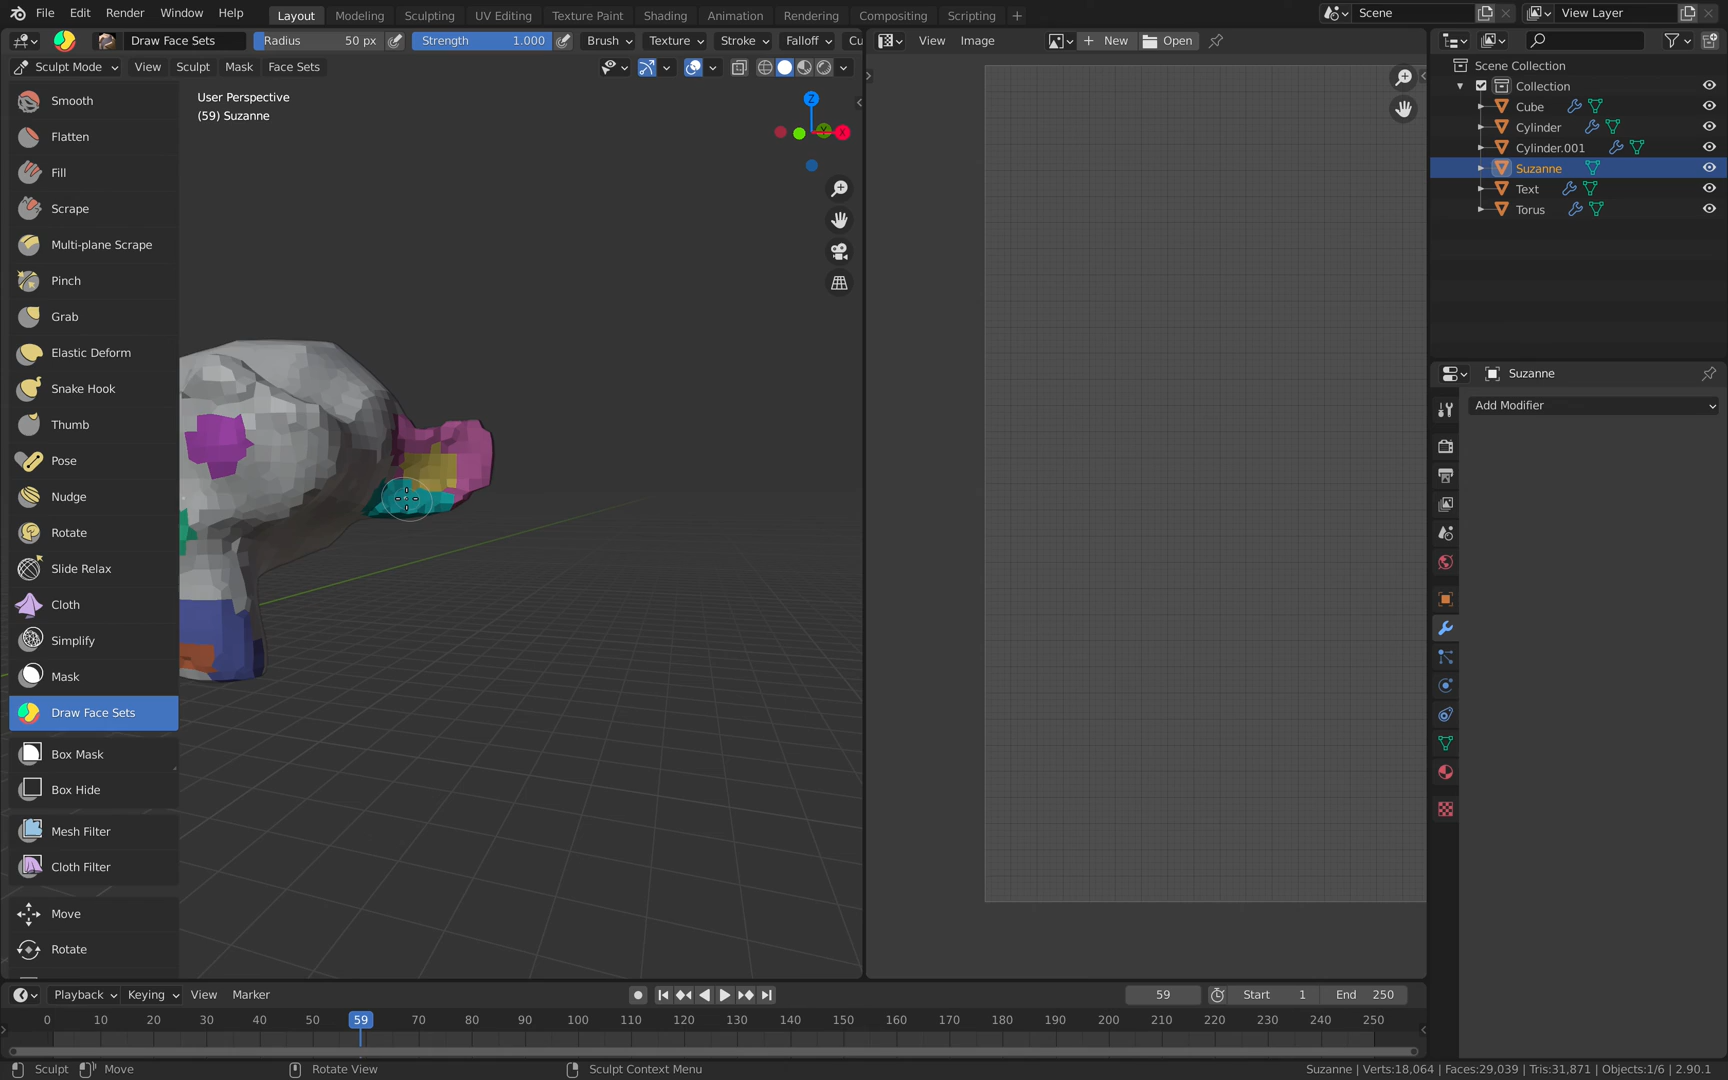 File Edit Render Window Help Layout Modeling Sculpting UV Editing Texture Paint Shading Animation Rendering Compositing Scripting Scene View Layer
Draw Face Sets Radius 50 px Strength 1.000 Brush Texture Stroke Falloff Cu View Image New Open
Sculpt Mode View Sculpt Mask Face Sets
User Perspective
(59) Suzanne
Z
X
Y
Smooth
Flatten
Fill
Scrape
Multi-plane Scrape
Pinch
Grab
Elastic Deform
Snake Hook
Thumb
Pose
Nudge
Rotate
Slide Relax
Cloth
Simplify
Mask
Draw Face Sets
Box Mask
Box Hide
Mesh Filter
Cloth Filter
Move
Rotate
Scene Collection
Collection
Cube
Cylinder
Cylinder.001
Suzanne
Text
Torus
Suzanne
Add Modifier
Playback Keying View Marker 59 Start 1 End 250
0 10 20 30 40 50 59 70 80 90 100 110 120 130 140 150 160 170 180 190 200 210 220 230 240 250
Sculpt Move Rotate View Sculpt Context Menu Suzanne | Verts:18,064 | Faces:29,039 | Tris:31,871 | Objects:1/6 | 2.90.1